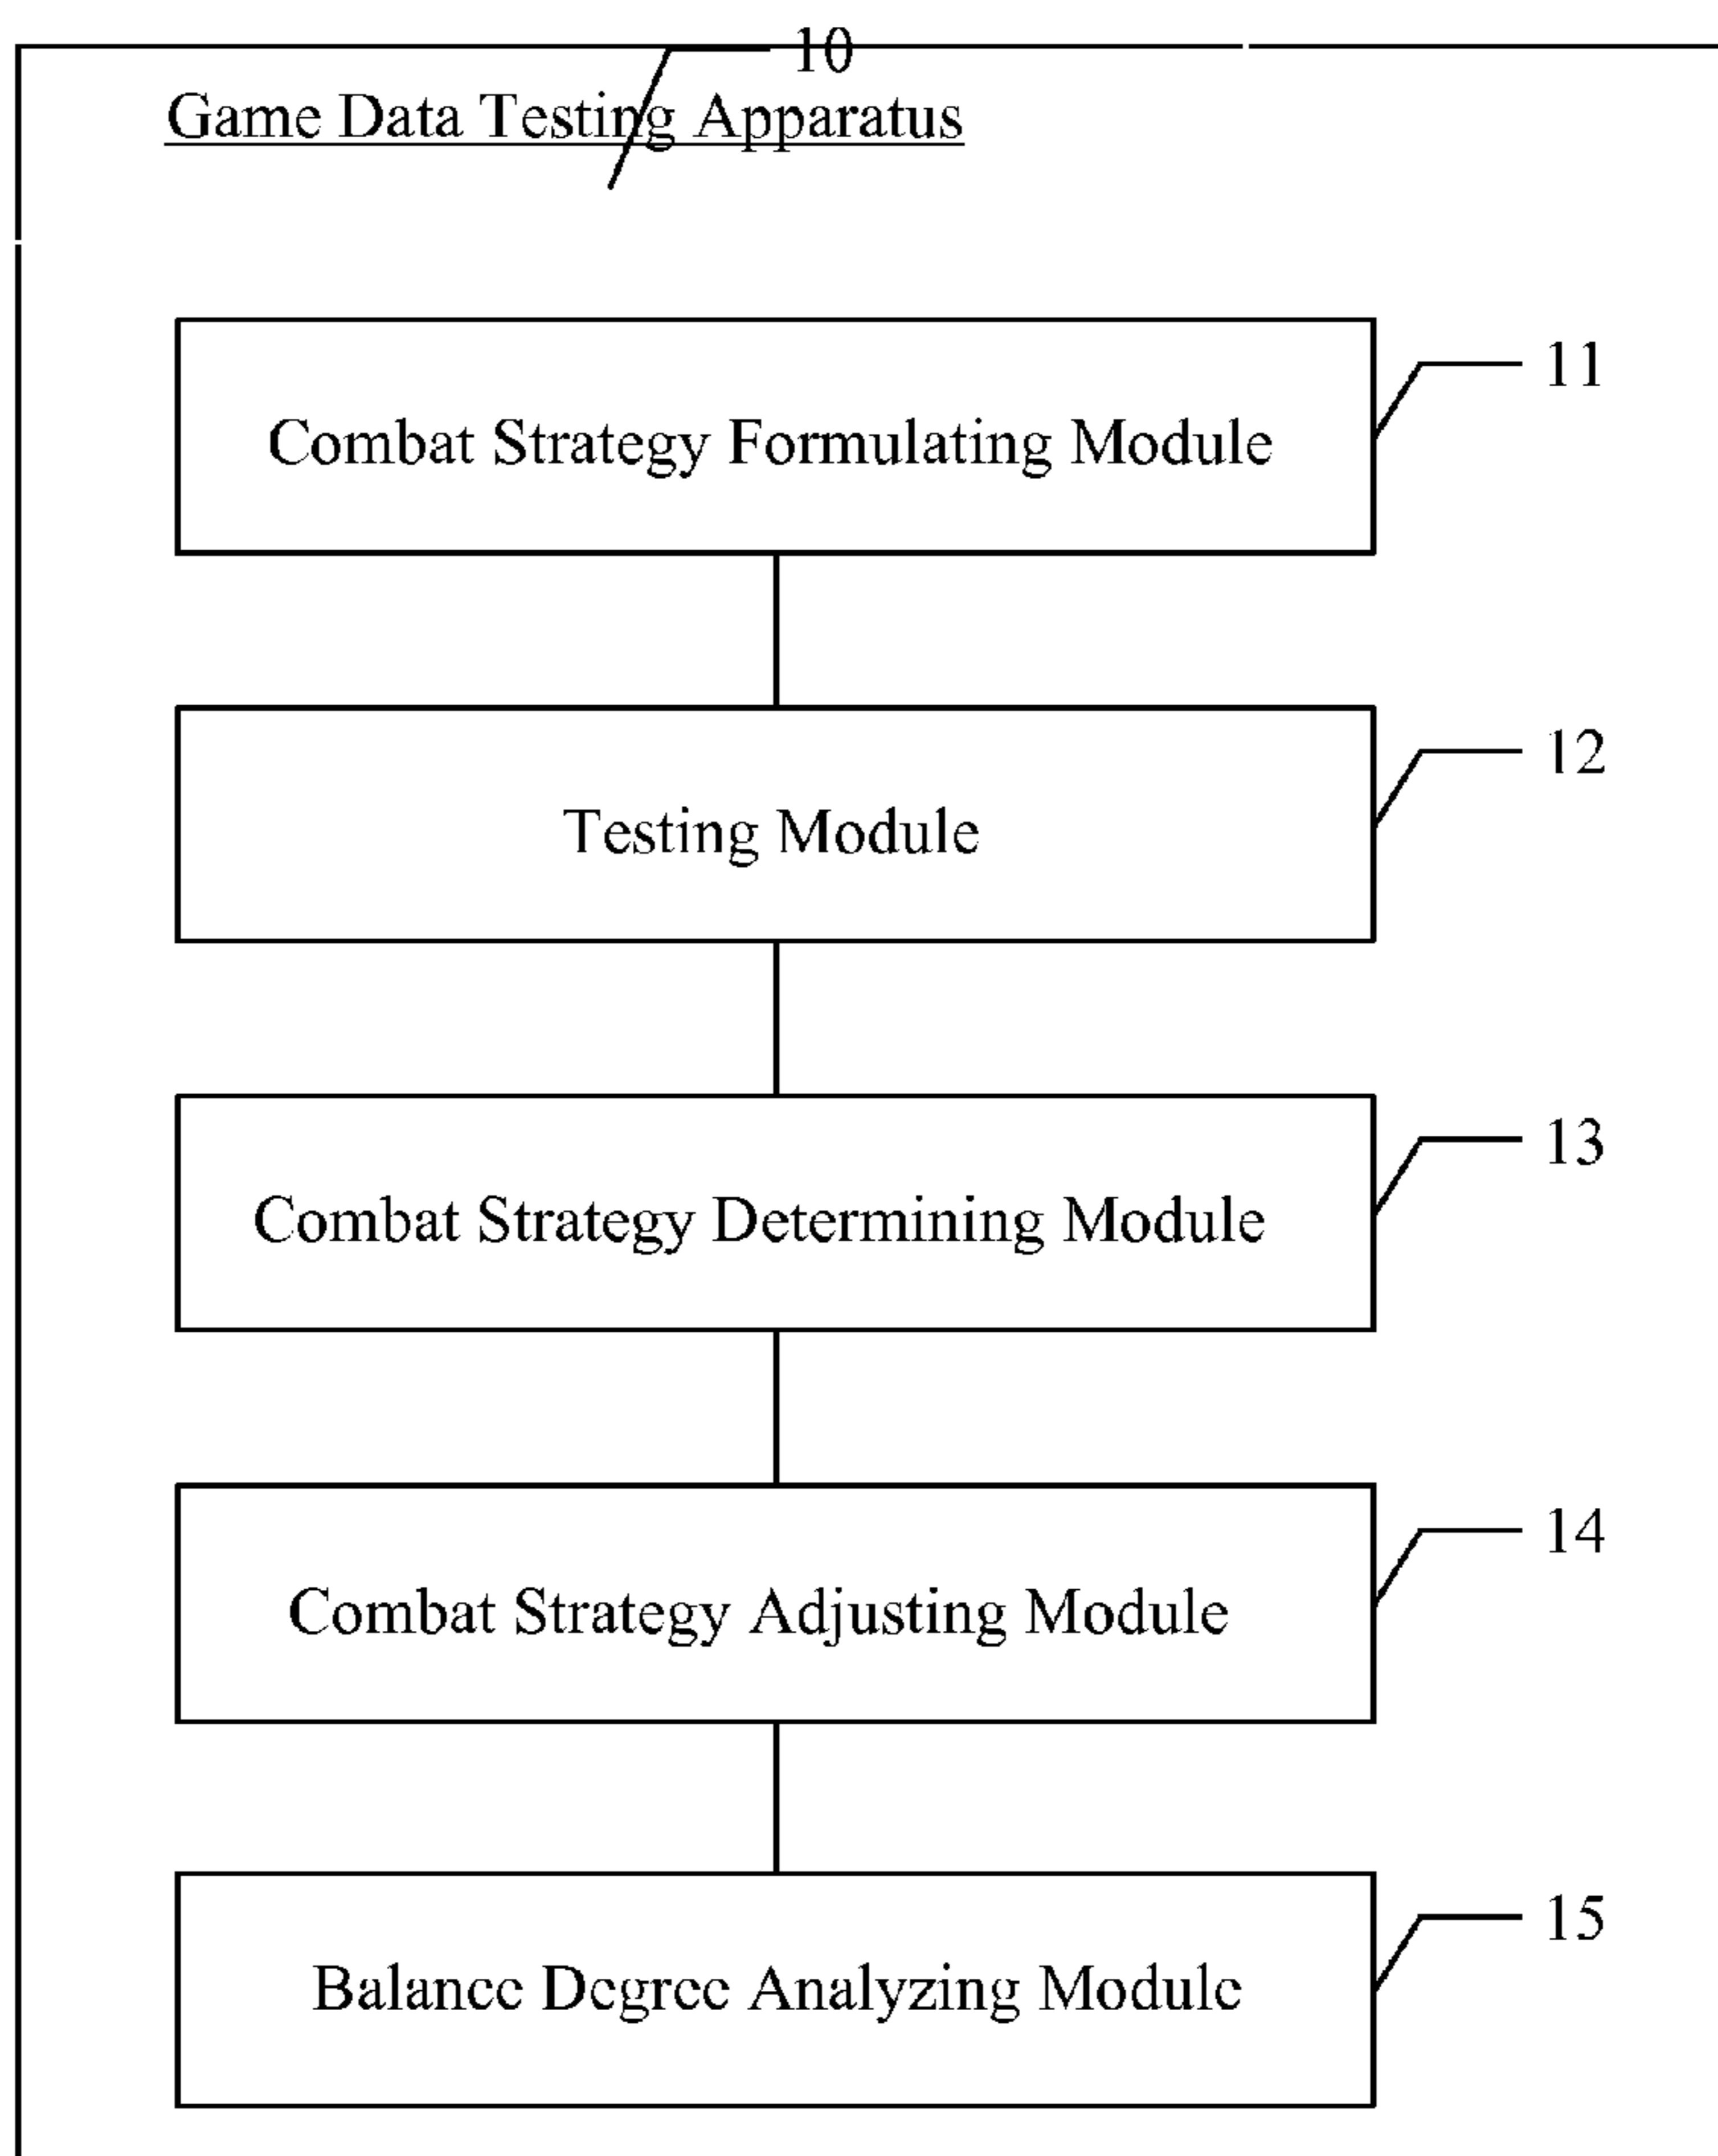 10
Game Data Testing Apparatus
11
Combat Strategy Formulating Module
12
Testing Module
13
Combat Strategy Determining Module
14
Combat Strategy Adjusting Module
15
Balance Degree Analyzing Module